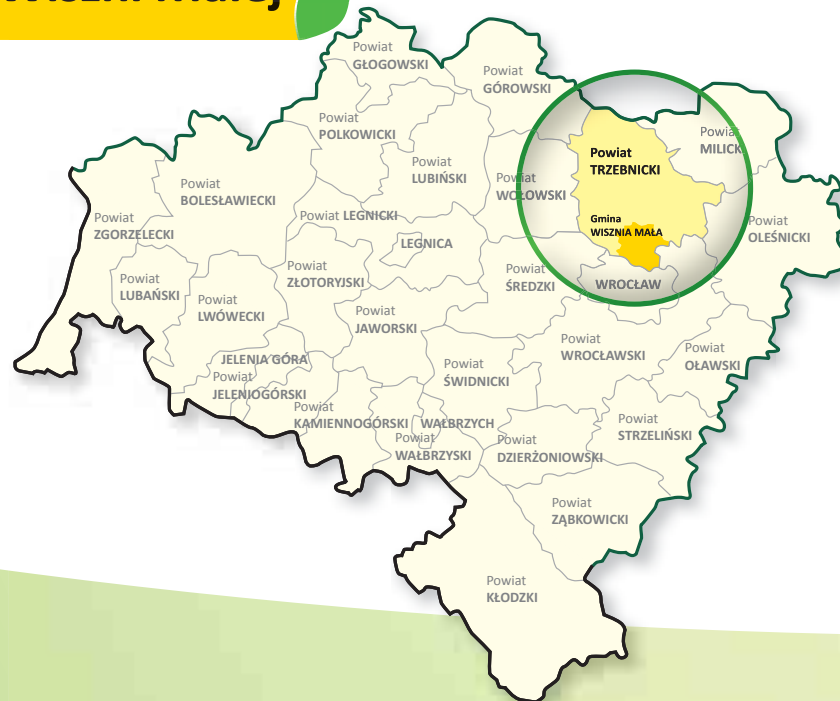 Powiat
GŁOGOWSKI
Powiat
GÓROWSKI
Powiat
POLKOWICKI
Powiat
MILICKI
Powiat
TRZEBNICKI
Powiat
LUBIŃSKI
Powiat
WOŁOWSKI
Powiat
BOLESŁAWIECKI
Powiat LEGNICKI
Powiat
ZGORZELECKI
Gmina
WISZNIA MAŁA
Powiat
OLEŚNICKI
LEGNICA
Powiat
ZŁOTORYJSKI
Powiat
ŚREDZKI
WROCŁAW
Powiat
LUBAŃSKI
Powiat
LWÓWECKI
Powiat
JAWORSKI
Powiat
WROCŁAWSKI
Powiat
OŁAWSKI
JELENIA GÓRA
Powiat
JELENIOGÓRSKI
Powiat
ŚWIDNICKI
Powiat
KAMIENNOGÓRSKI
WAŁBRZYCH
Powiat
WAŁBRZYSKI
Powiat
DZIERŻONIOWSKI
Powiat
STRZELIŃSKI
Powiat
ZĄBKOWICKI
Powiat
KŁODZKI